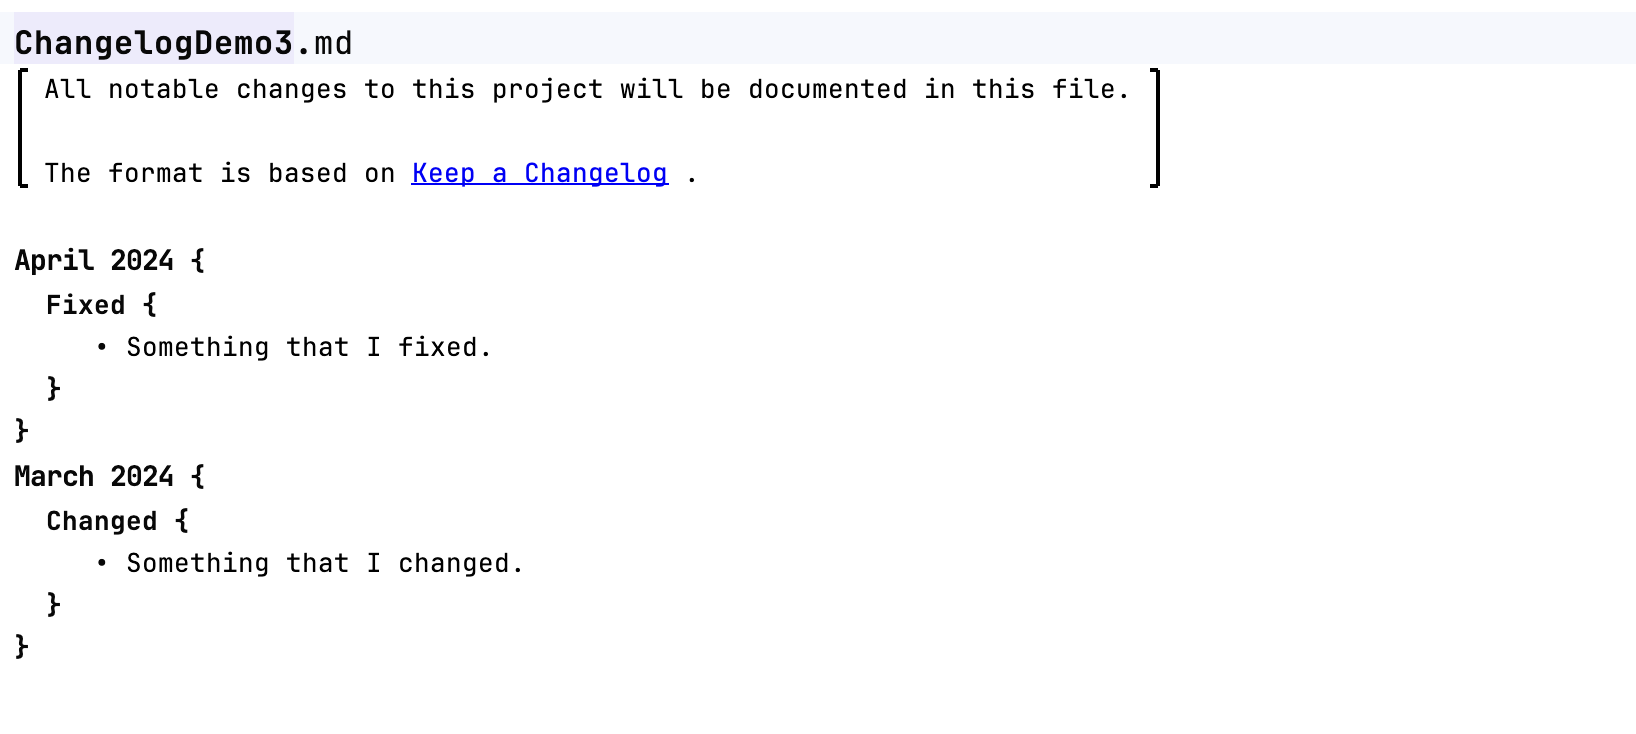 ChangelogDemo3.md
All notable changes to this project will be documented in this file.
The format is based on Keep a Changelog .
April 2024 {
Fixed {
• Something that I fixed.
}
}
March 2024 {
Changed {
• Something that I changed.
}
}